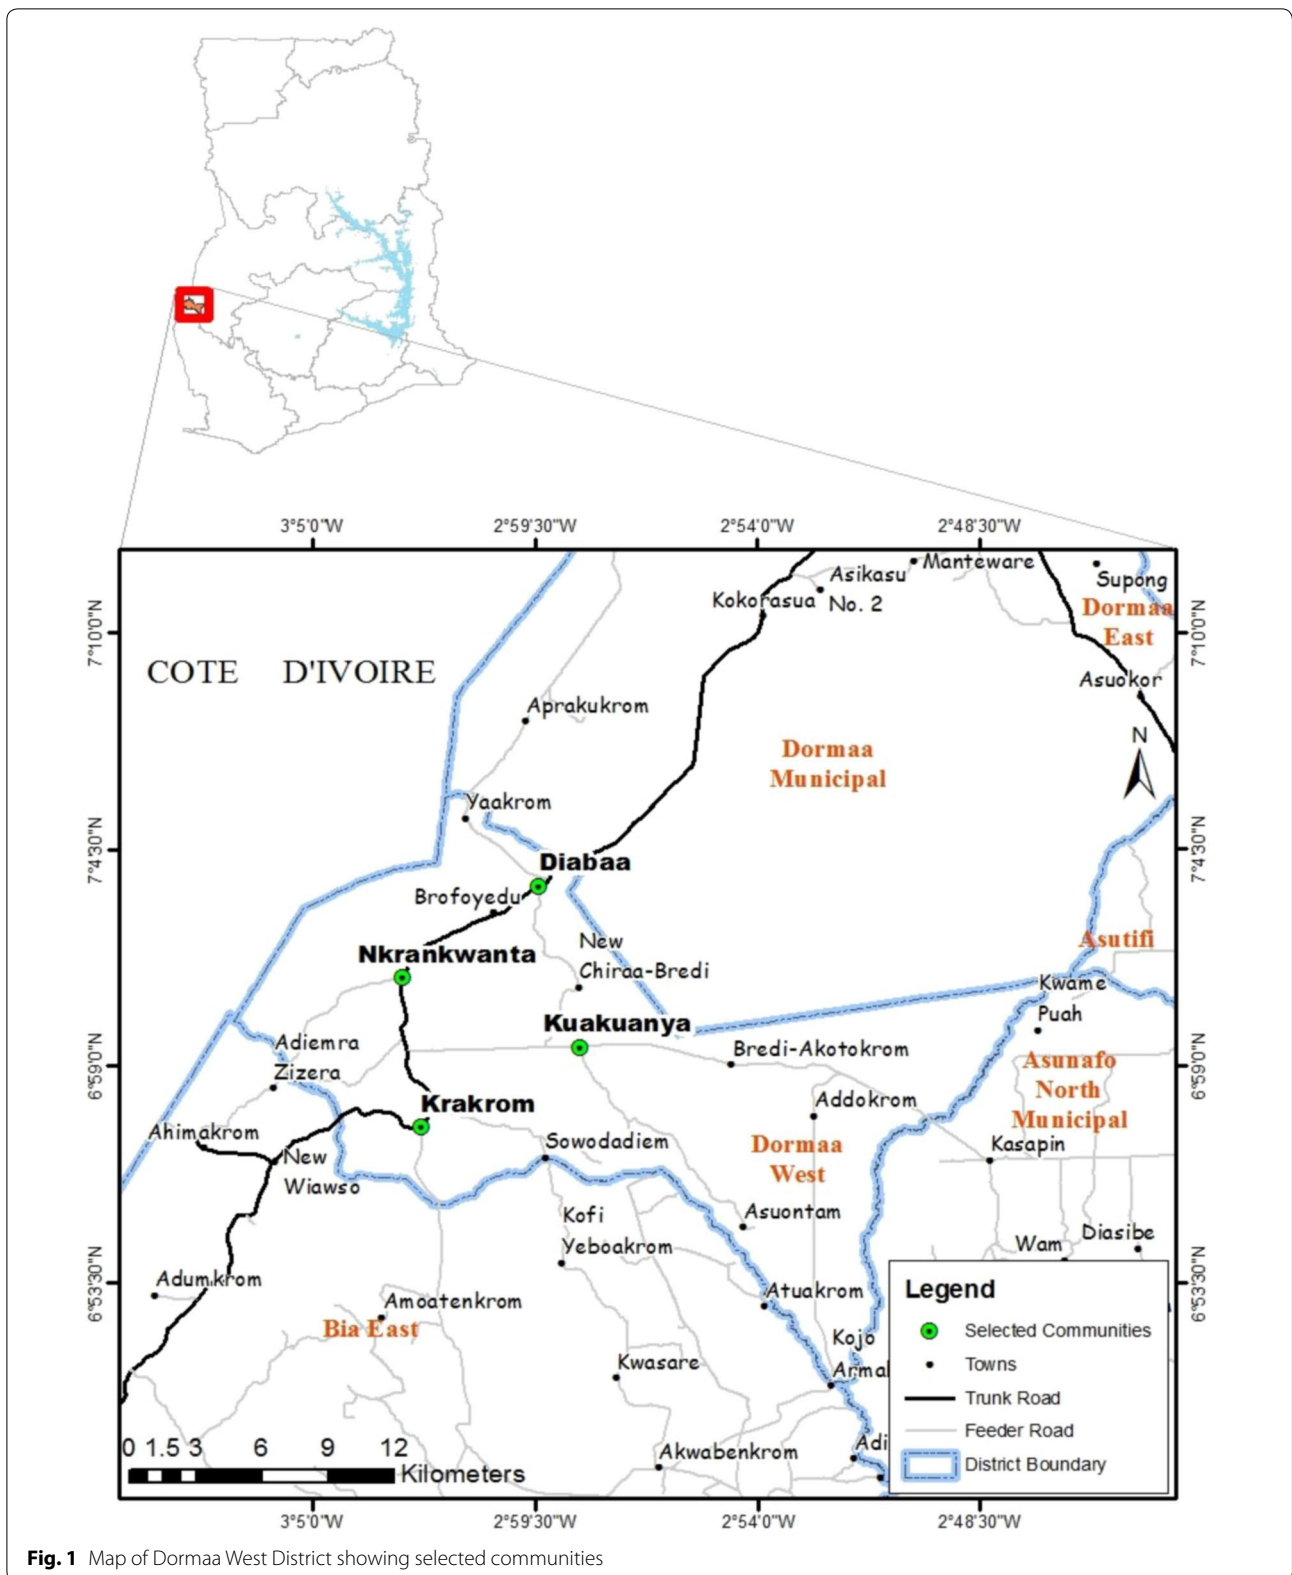 3°5'0"W
2°59'30"W
2°54'0"W
2°48'30"W
Manteware
Asikasu
No. 2
Kokorasua
Supong
Dormaa
East
7°10'0"N
7°10'0"N
COTE D'IVOIRE
Asuokor
Aprakukrom
N
Dormaa
Municipal
Yaakrom
7°4'30"N
7°4'30"N
Diabaa
Brofoyedu
Nkrankwanta
New
Chiraa-Bredi
Asutifi
Kwame
Puah
Kuakuanya
Adiemra
Zizera
Bredi-Akotokrom
6°59'0"N
6°59'0"N
Asunafo
North
Municipal
Krakrom
Addokrom
Ahimakrom
Sowodadiem
Dormaa
West
Kasapin
New
Wiawso
Kofi
Yeboakrom
Asuontam
Wam
Diasibe
Adumkrom
6°53'30"N
6°53'30"N
Amoatenkrom
Bia East
Atuakrom
Kojo
Armal
Kwasare
Akwabenkrom
Adi
Legend
Selected Communities
Towns
Trunk Road
Feeder Road
District Boundary
0 1.5 3 6 9 12
Kilometers
3°5'0"W
2°59'30"W
2°54'0"W
2°48'30"W
Fig. 1 Map of Dormaa West District showing selected communities